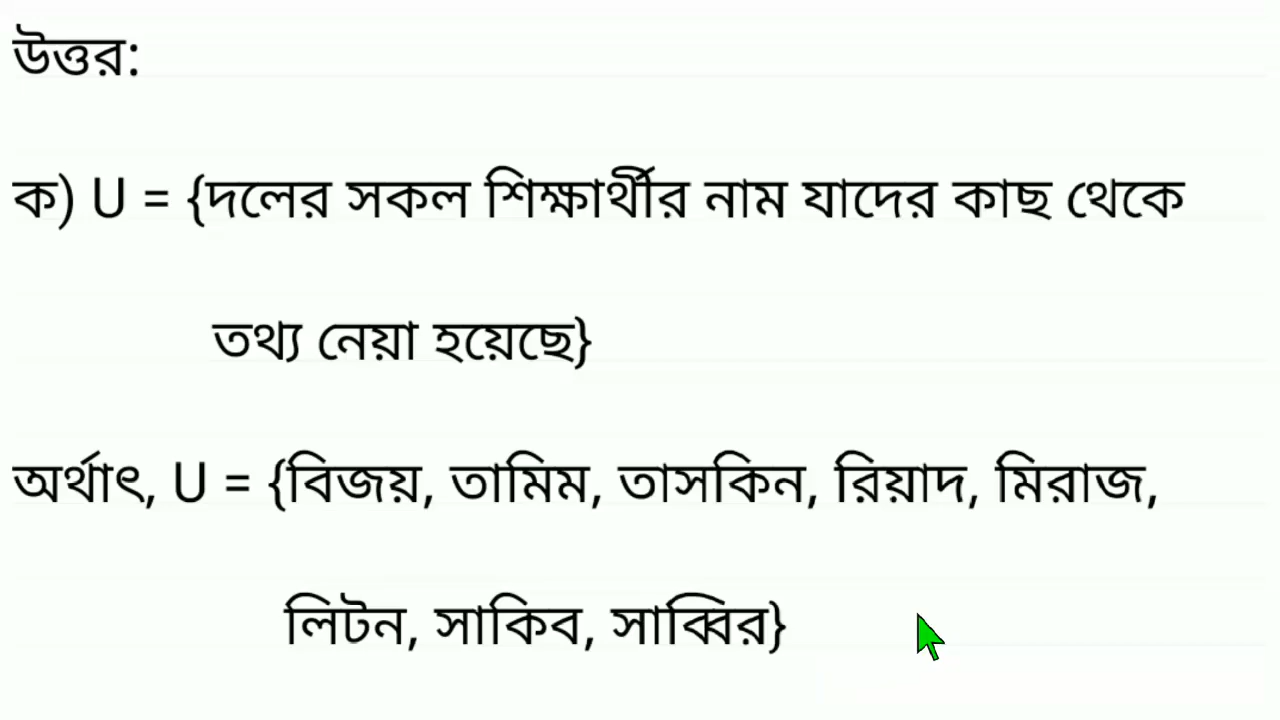 উত্তর:
ক) U = {দলের সকল শিক্ষার্থীর নাম যাদের কাছ থেকে
তথ্য নেয়া হয়েছে}
অর্থাৎ, U = {বিজয়, তামিম, তাসকিন, রিয়াদ, মিরাজ,
লিটন, সাকিব, সাব্বির}